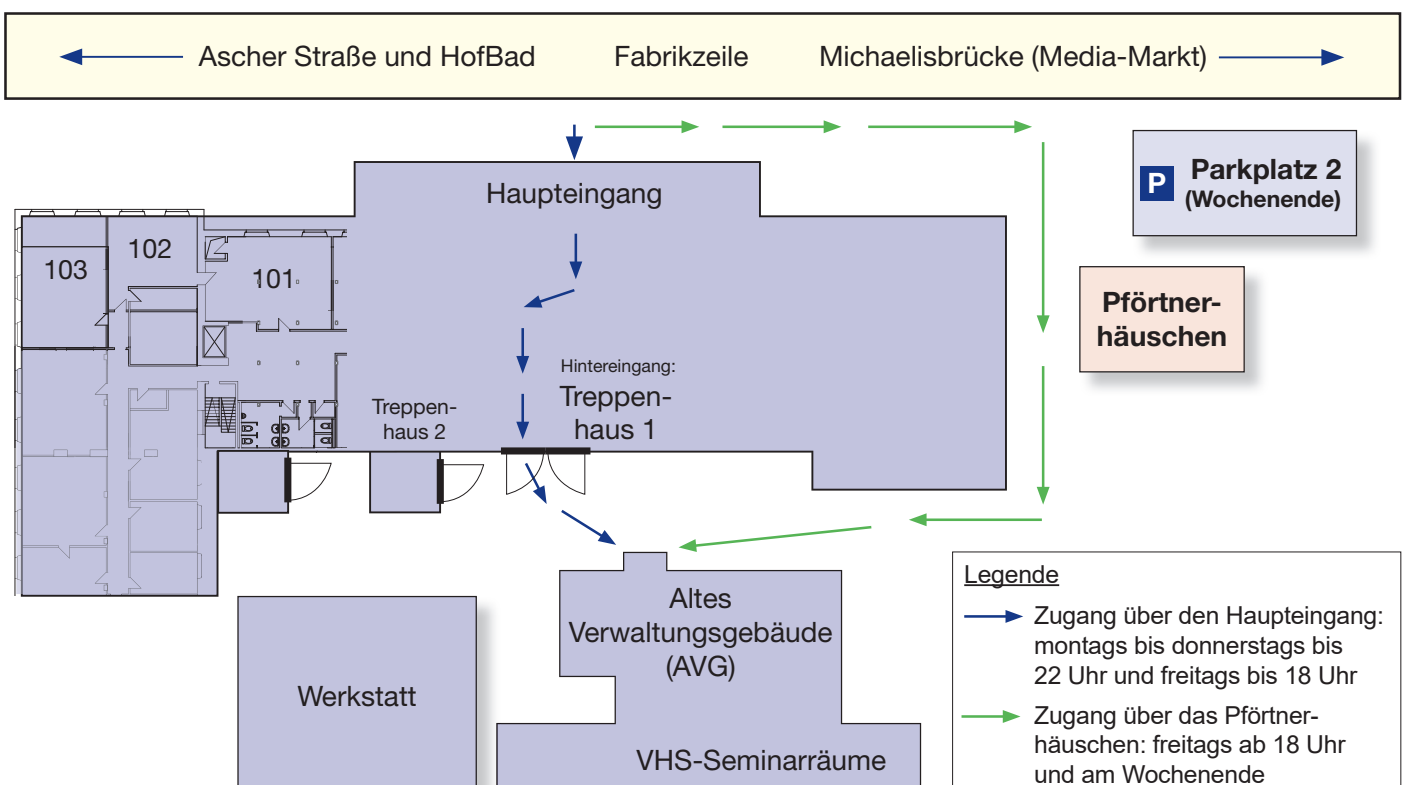 Ascher Straße und HofBad
Fabrikzeile
Michaelisbrücke (Media-Markt)
P
Parkplatz 2
(Wochenende)
Haupteingang
103
102
101
Pförtner-
häuschen
Hintereingang:
Treppen-
haus 1
Treppen-
haus 2
Altes
Verwaltungsgebäude
(AVG)
Werkstatt
VHS-Seminarräume
Legende
Zugang über den Haupteingang:
montags bis donnerstags bis
22 Uhr und freitags bis 18 Uhr
Zugang über das Pförtner-
häuschen: freitags ab 18 Uhr
und am Wochenende